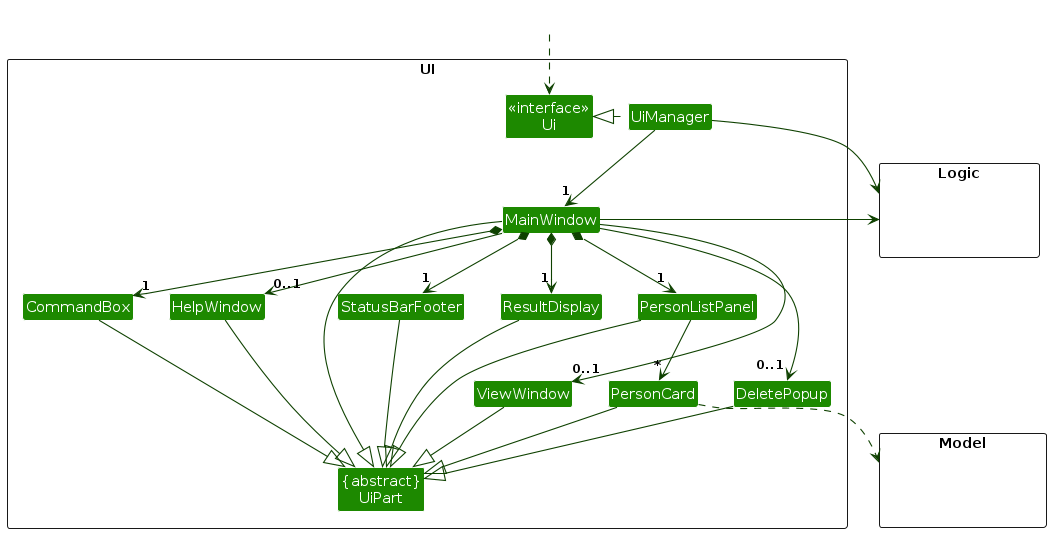 UI
«interface»
Ui
UiManager
Logic
1
MainWindow
1
0..1
1
1
1
CommandBox
HelpWindow
StatusBarFooter
ResultDisplay
PersonListPanel
0..1
*
0..1
ViewWindow
PersonCard
DeletePopup
Model
{abstract}
UiPart